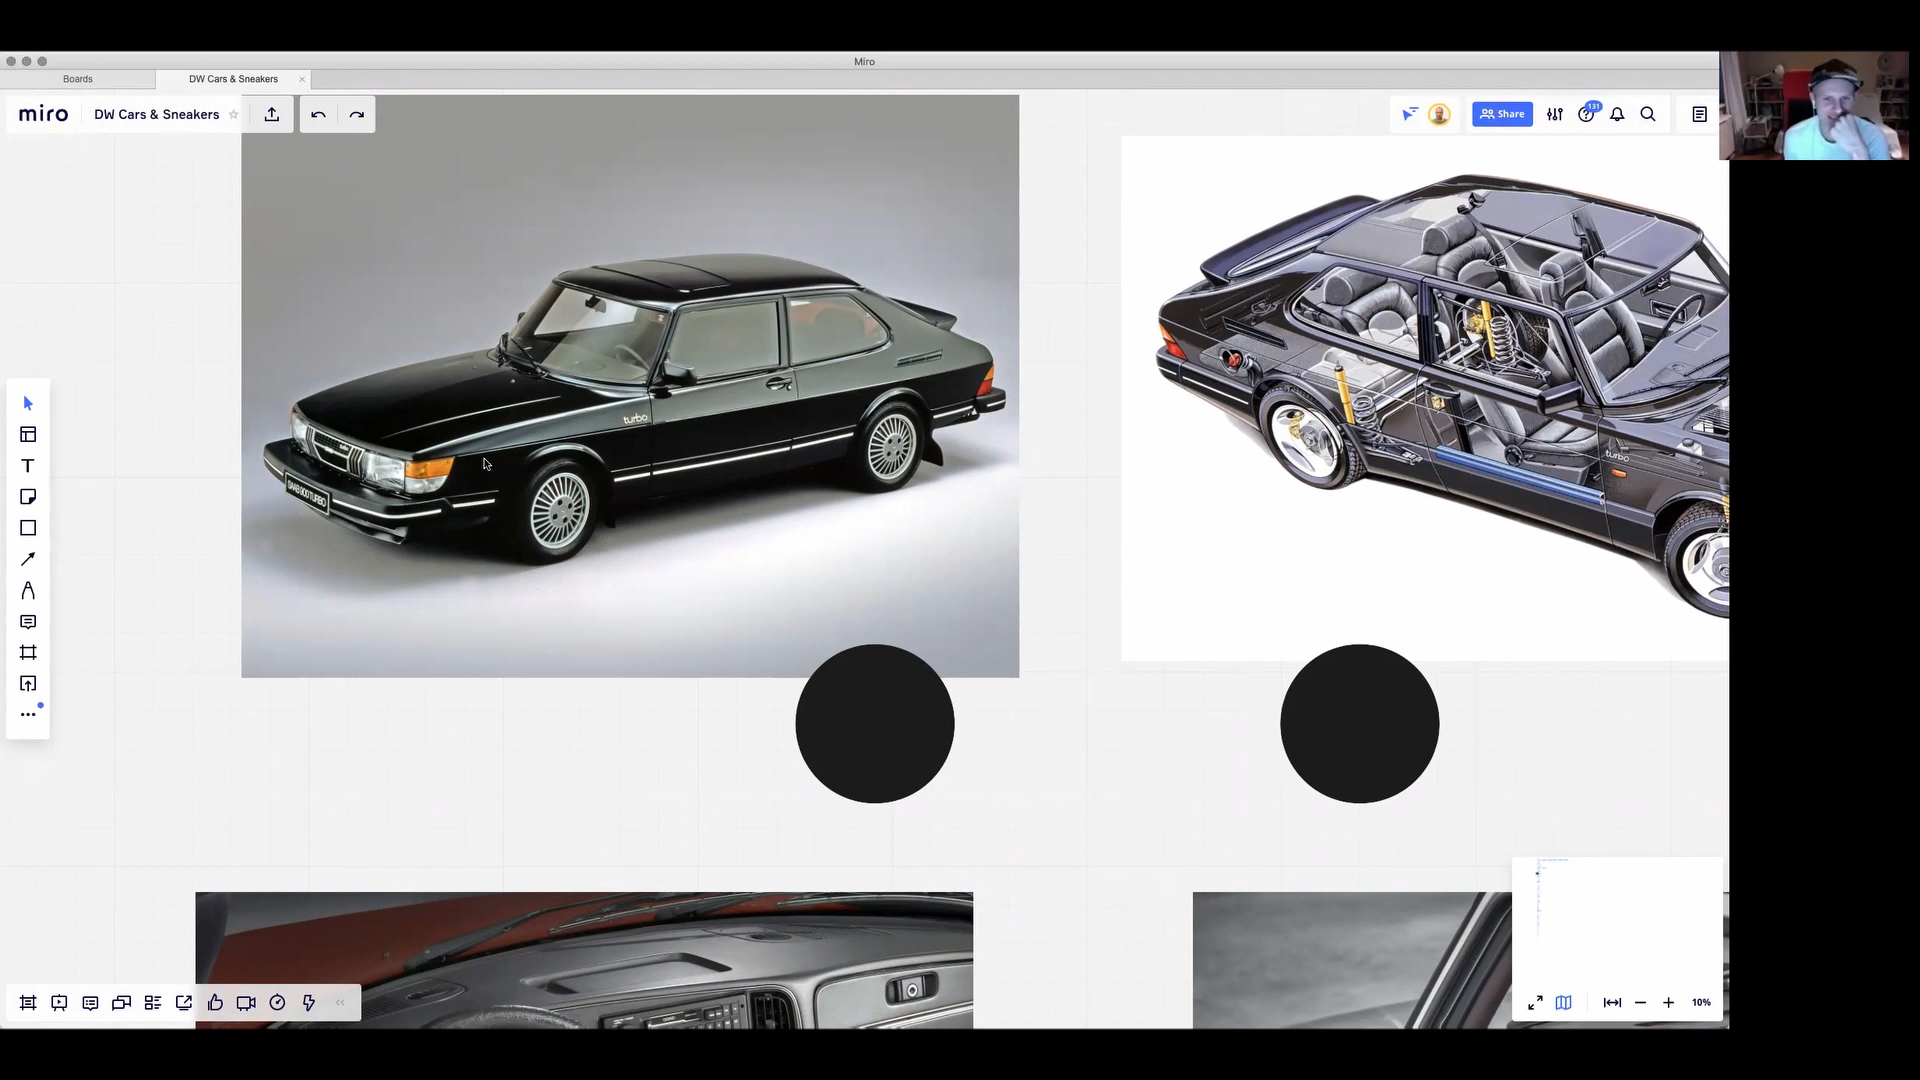 Miro
Boards
DW Cars & Sneakers
miro
DW Cars & Sneakers
Share
131
turbo
SAAB 900 TURBO
turbo
10%